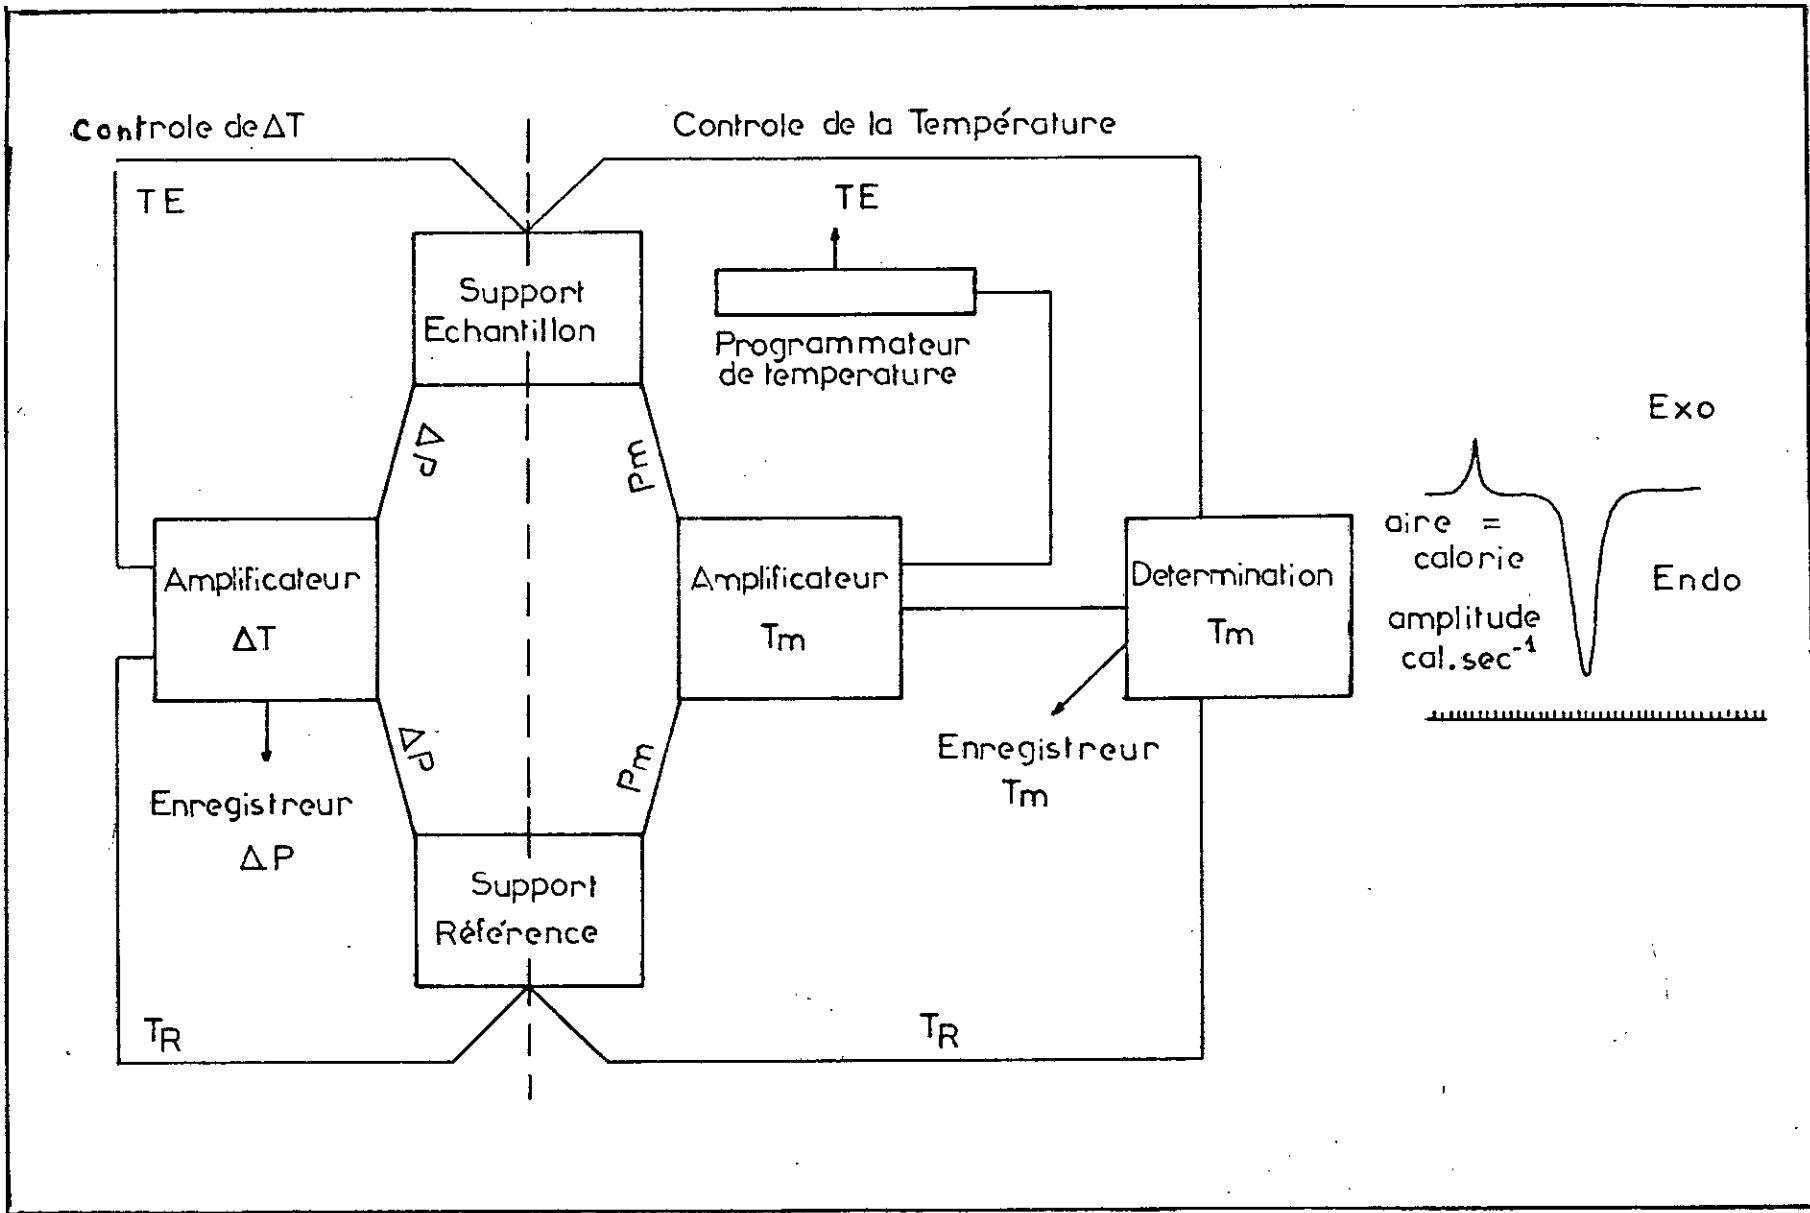 Controle de ΔT
Controle de la Température
TE
TE
Support
Echantillon
Programmateur
de temperature
ΔP
Pm
Exo
aire =
calorie
Endo
amplitude
cal.sec⁻¹
Amplificateur
ΔT
Amplificateur
Tm
Determination
Tm
ΔP
Pm
Enregistreur
ΔP
Enregistreur
Tm
Support
Référence
TR
TR